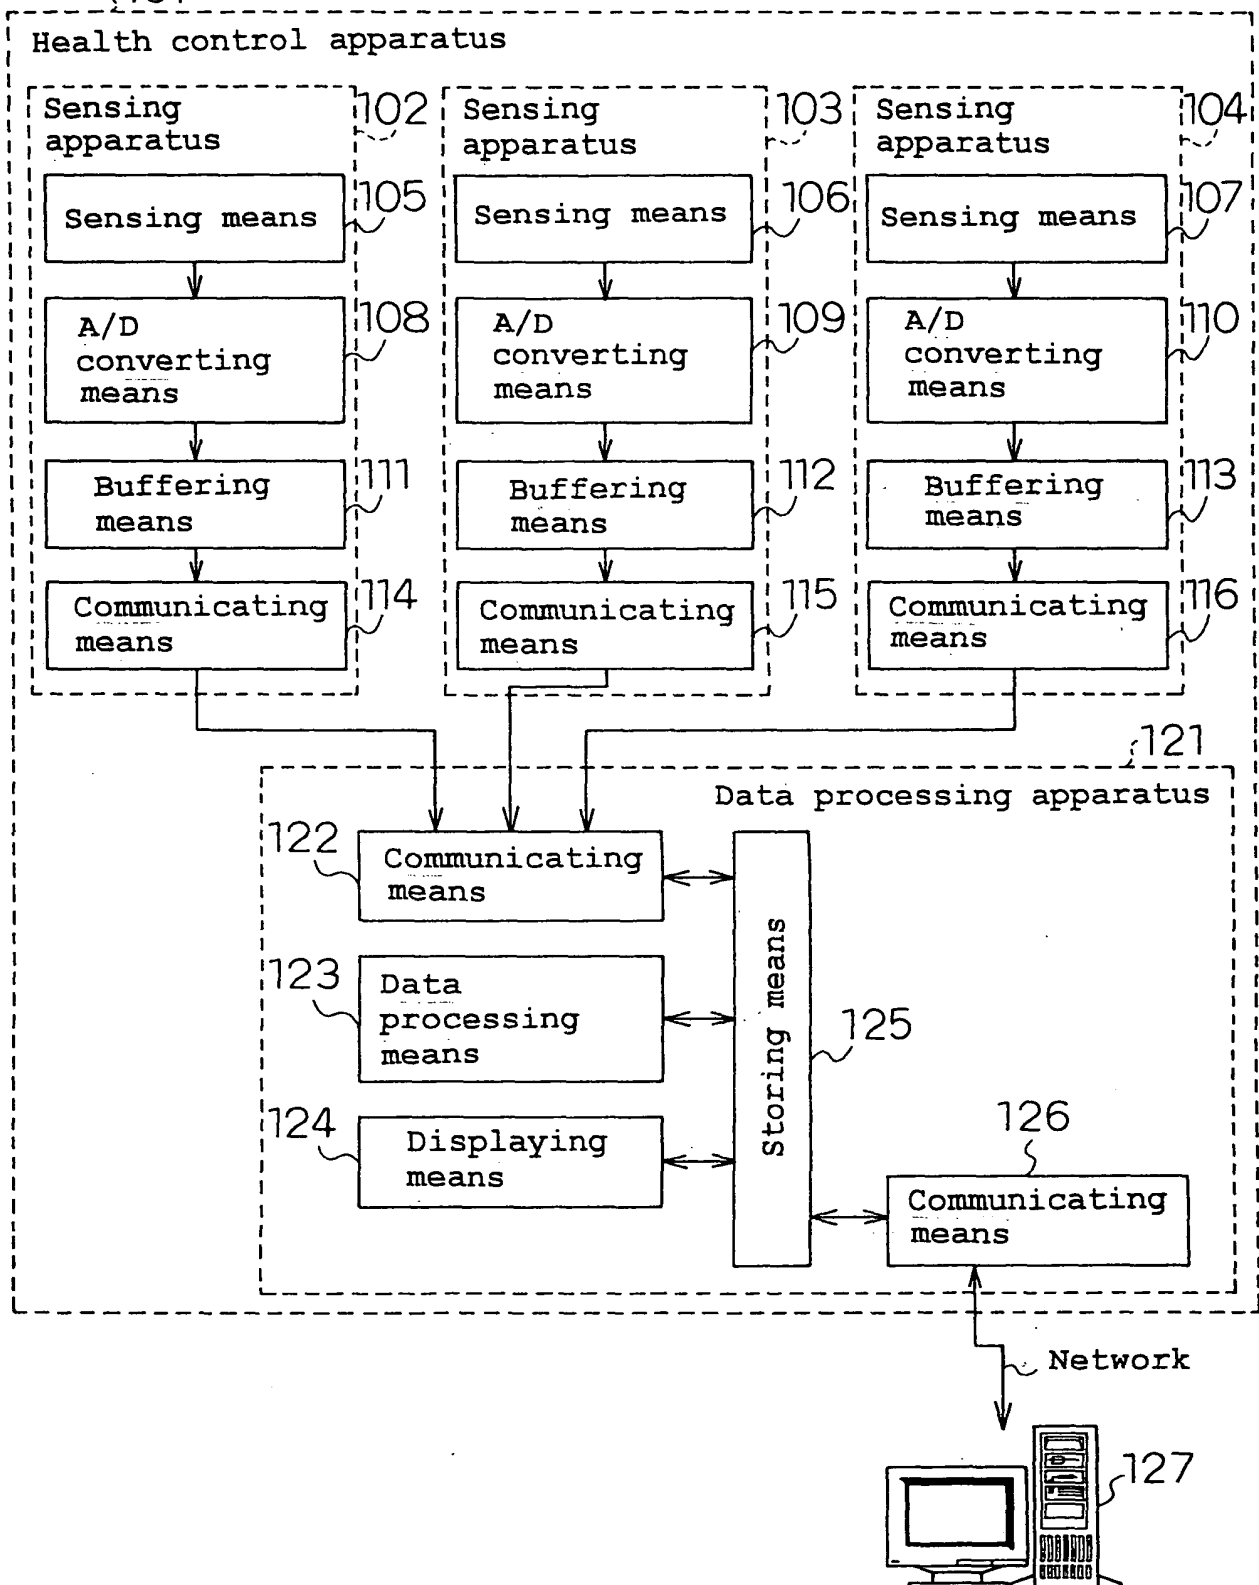 Health control apparatus
Sensing
apparatus
102
Sensing means
105
A/D
converting
means
108
Buffering
means
111
Communicating
means
114
Sensing
apparatus
103
Sensing means
106
A/D
converting
means
109
Buffering
means
112
Communicating
means
115
Sensing
apparatus
104
Sensing means
107
A/D
converting
means
110
Buffering
means
113
Communicating
means
116
121
Data processing apparatus
122
Communicating
means
123
Data
processing
means
124
Displaying
means
Storing means
125
126
Communicating
means
Network
127